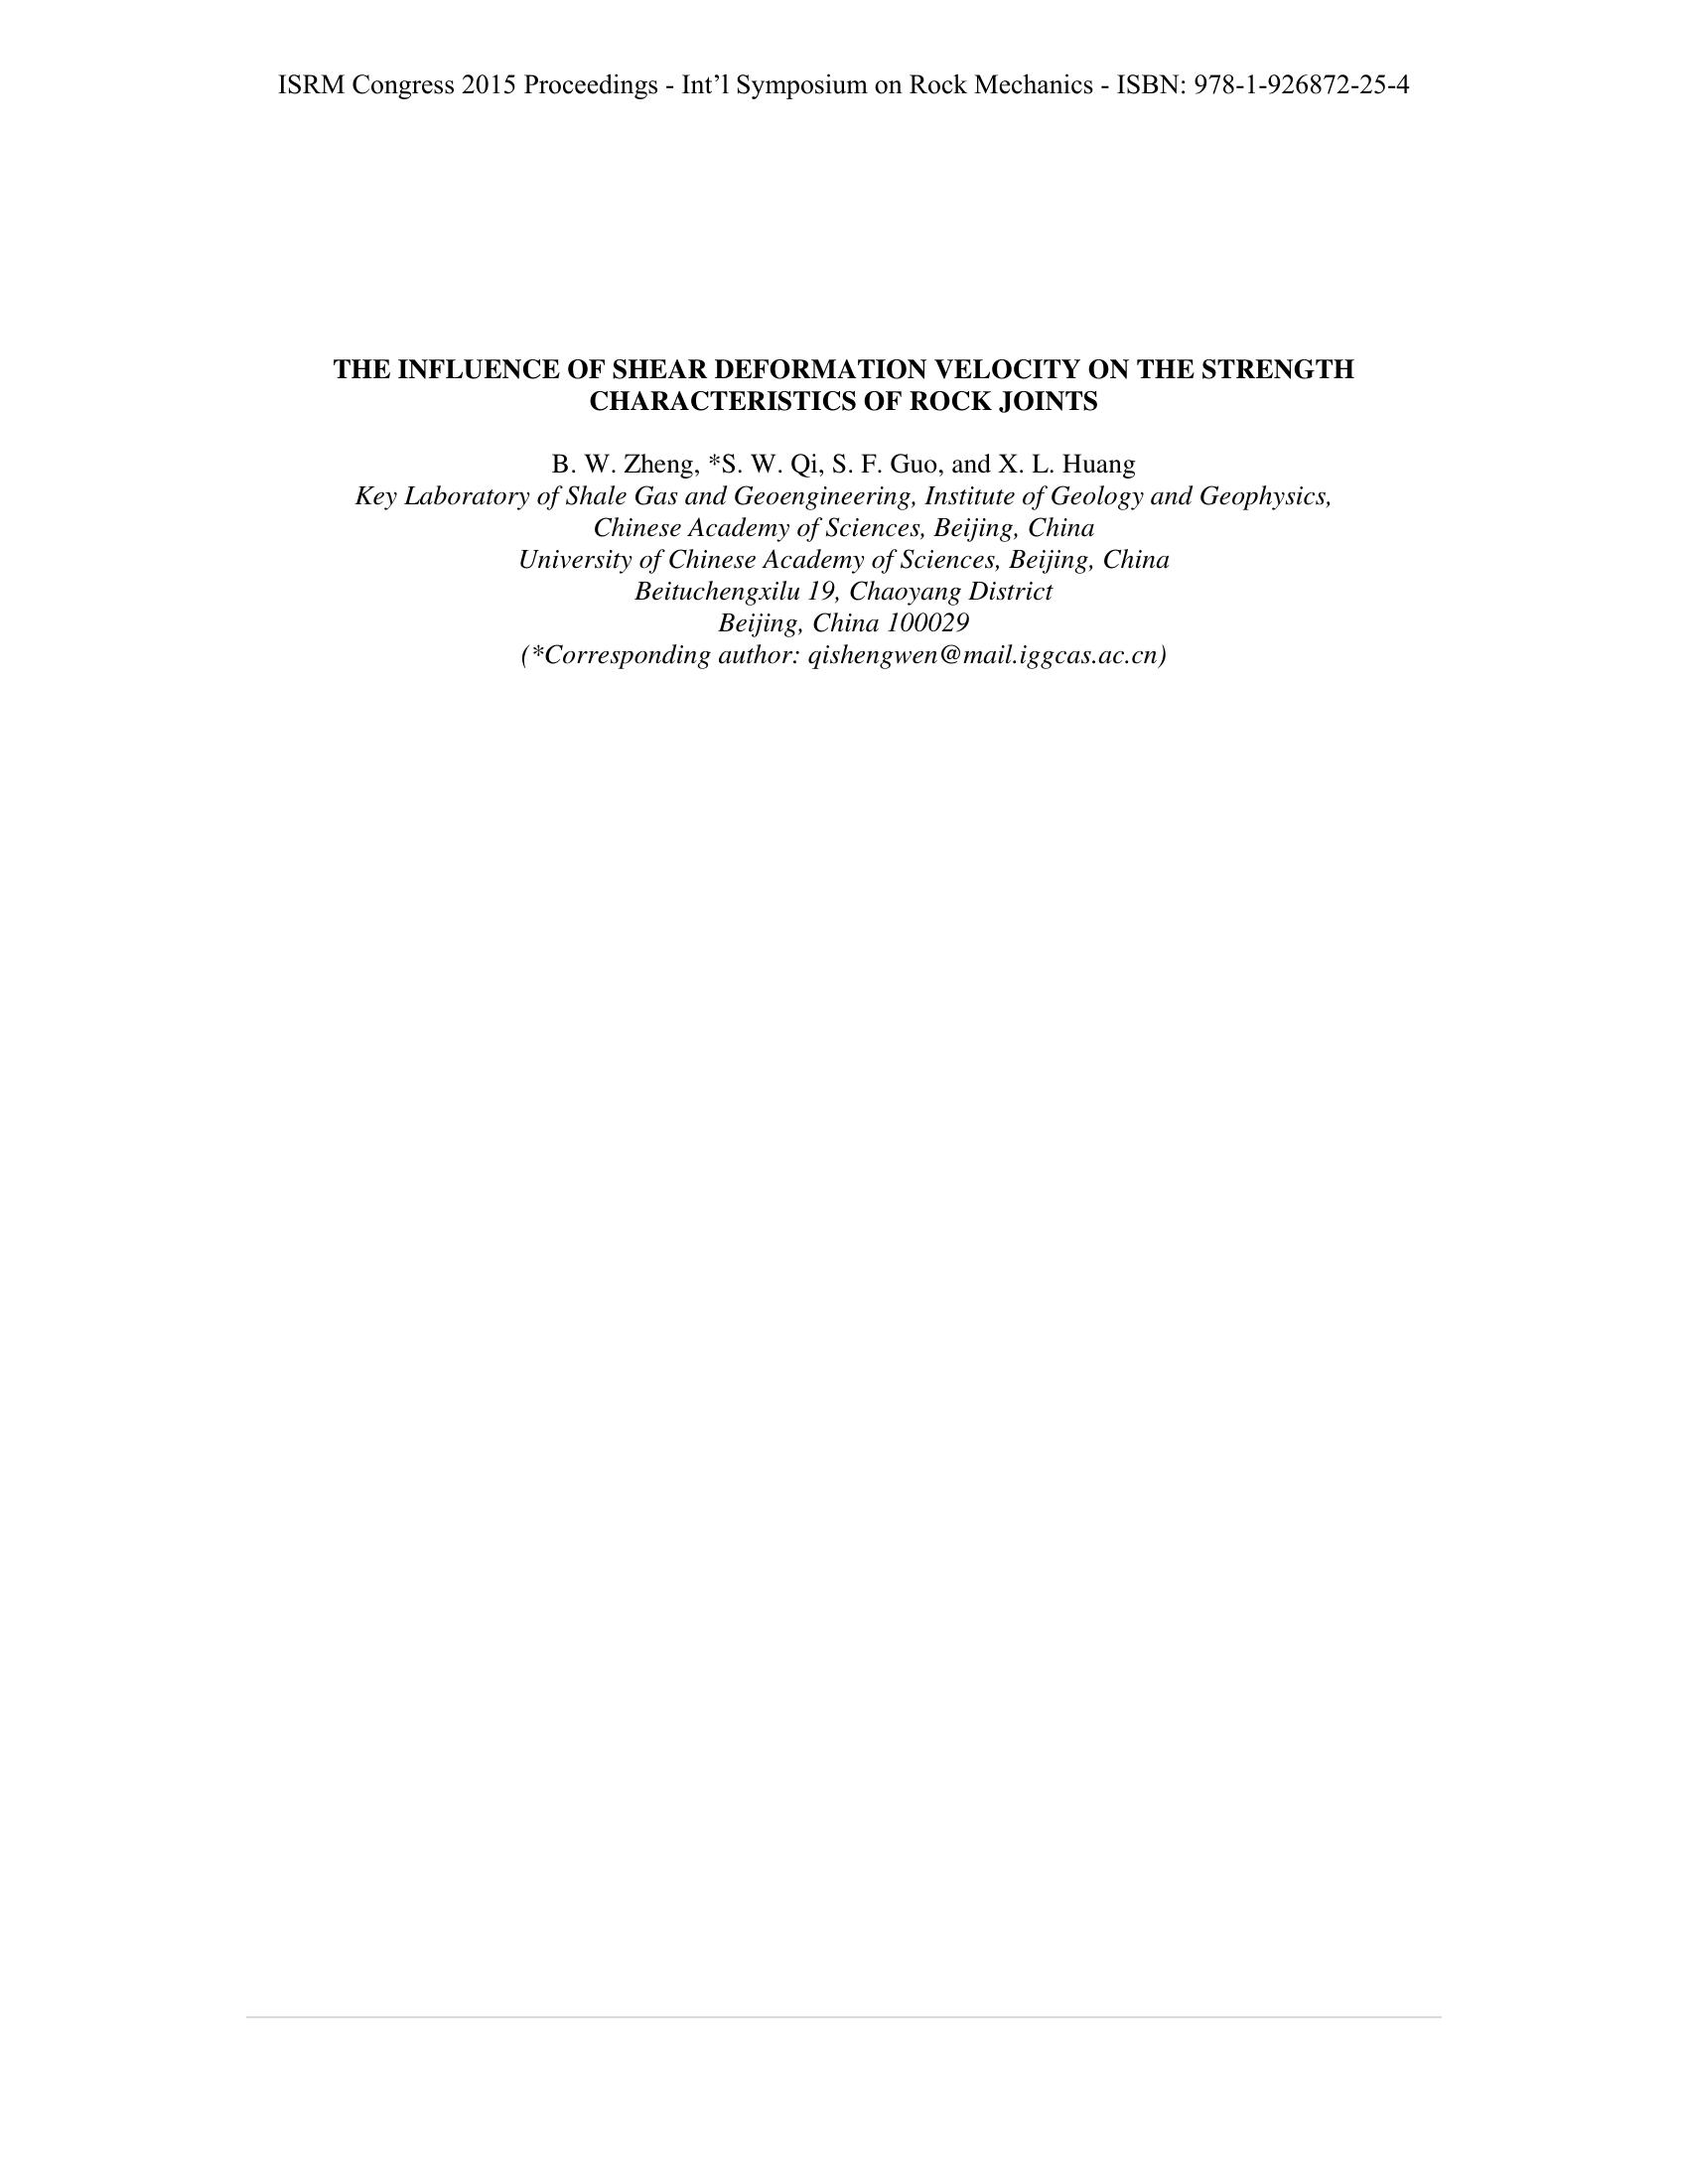 ISRM Congress 2015 Proceedings - Int’l Symposium on Rock Mechanics - ISBN: 978-1-926872-25-4
THE INFLUENCE OF SHEAR DEFORMATION VELOCITY ON THE STRENGTH
CHARACTERISTICS OF ROCK JOINTS
B. W. Zheng, *S. W. Qi, S. F. Guo, and X. L. Huang
Key Laboratory of Shale Gas and Geoengineering, Institute of Geology and Geophysics,
Chinese Academy of Sciences, Beijing, China
University of Chinese Academy of Sciences, Beijing, China
Beituchengxilu 19, Chaoyang District
Beijing, China 100029
(*Corresponding author: qishengwen@mail.iggcas.ac.cn)